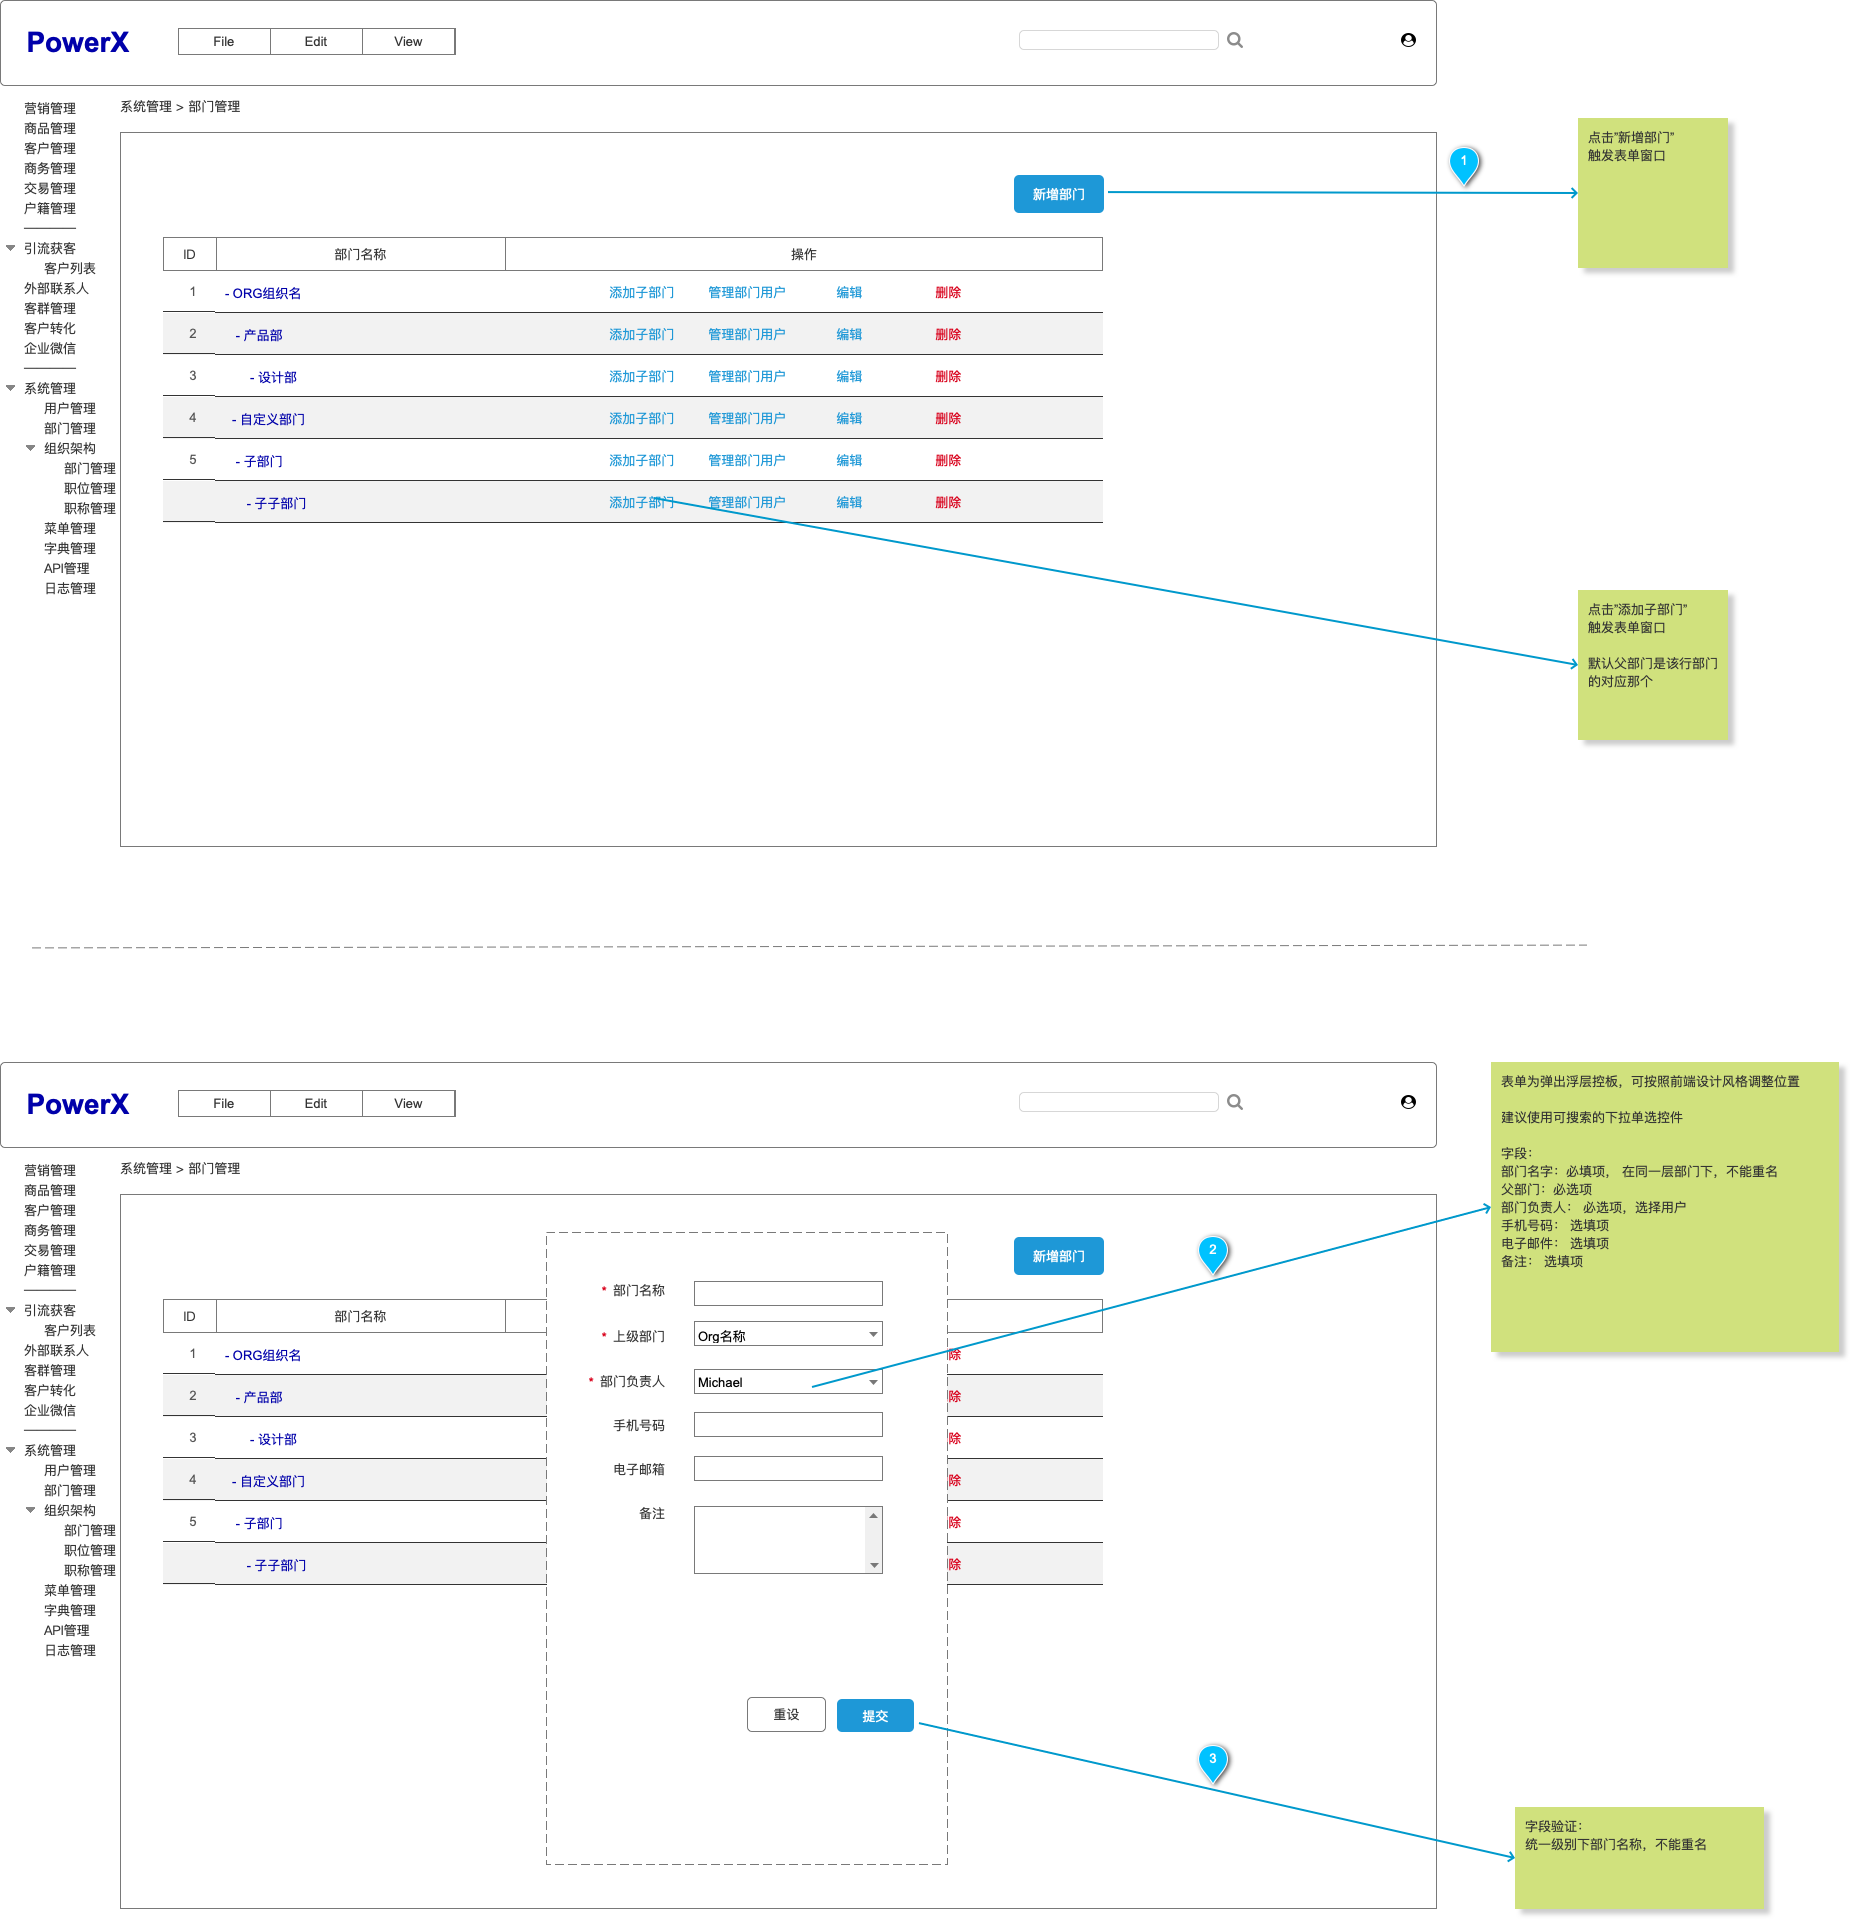 PowerX
File Edit View
营销管理
商品管理
客户管理
商务管理
交易管理
户籍管理
引流获客
客户列表
外部联系人
客群管理
客户转化
企业微信
系统管理
用户管理
部门管理
组织架构
部门管理
职位管理
职称管理
菜单管理
字典管理
API管理
日志管理
系统管理 > 部门管理
新增部门
ID 部门名称 操作
1 - ORG组织名 添加子部门 管理部门用户 编辑 删除
2 - 产品部 添加子部门 管理部门用户 编辑 删除
3 - 设计部 添加子部门 管理部门用户 编辑 删除
4 - 自定义部门 添加子部门 管理部门用户 编辑 删除
5 - 子部门 添加子部门 管理部门用户 编辑 删除
- 子子部门 添加子部门 管理部门用户 编辑 删除
1
点击”新增部门”
触发表单窗口
点击”添加子部门”
触发表单窗口
默认父部门是该行部门
的对应那个
PowerX
File Edit View
营销管理
商品管理
客户管理
商务管理
交易管理
户籍管理
引流获客
客户列表
外部联系人
客群管理
客户转化
企业微信
系统管理
用户管理
部门管理
组织架构
部门管理
职位管理
职称管理
菜单管理
字典管理
API管理
日志管理
系统管理 > 部门管理
新增部门
ID 部门名称
1 - ORG组织名 除
2 - 产品部 除
3 - 设计部 除
4 - 自定义部门 除
5 - 子部门 除
- 子子部门 除
* 部门名称
* 上级部门 Org名称
* 部门负责人 Michael
手机号码
电子邮箱
备注
重设 提交
2
表单为弹出浮层控板，可按照前端设计风格调整位置
建议使用可搜索的下拉单选控件
字段：
部门名字：必填项， 在同一层部门下，不能重名
父部门：必选项
部门负责人： 必选项，选择用户
手机号码： 选填项
电子邮件： 选填项
备注： 选填项
3
字段验证：
统一级别下部门名称，不能重名